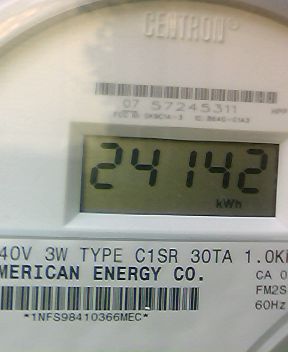 CENTRON®
07 57245311
24142
kWh
40V 3W TYPE C1SR 30TA 1.0K
MERICAN ENERGY CO.
CA 0
FM2S
60Hz
*1NFS98410366MEC*